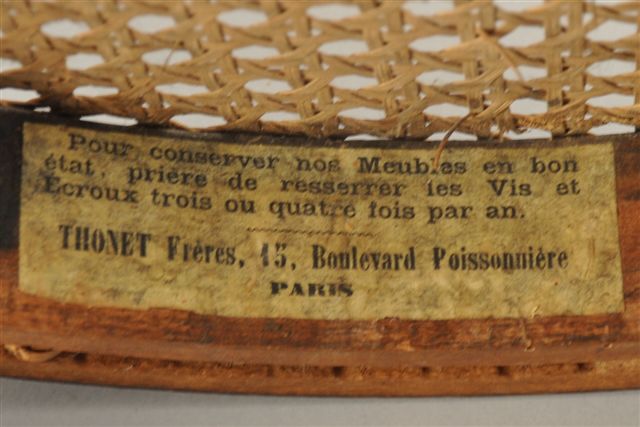 Pour conserver nos Meubles en bon
état, prière de resserrer les Vis et
Ecroux trois ou quatre fois par an.
THONET Frères, 15, Boulevard Poissonnière
PARIS